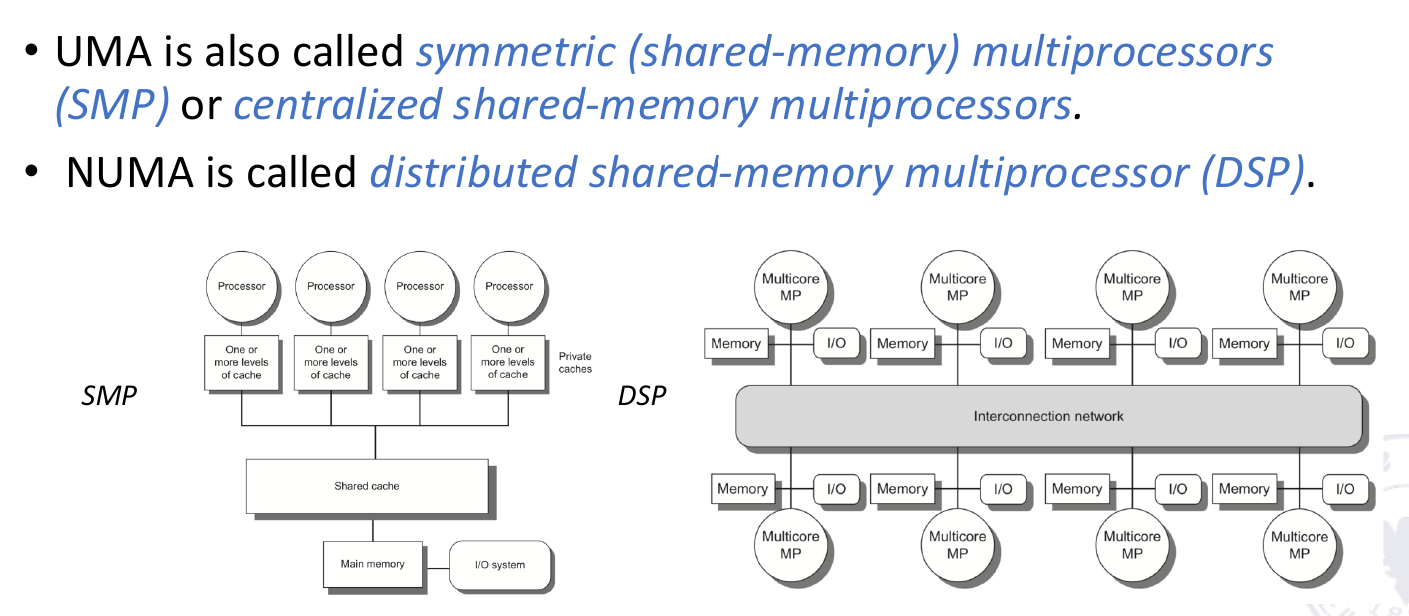 • UMA is also called symmetric (shared-memory) multiprocessors
(SMP) or centralized shared-memory multiprocessors.
• NUMA is called distributed shared-memory multiprocessor (DSP).
SMP
Processor Processor Processor Processor
One or One or One or One or
more levels more levels more levels more levels
of cache of cache of cache of cache
Private
caches
Shared cache
Main memory I/O system
DSP
Multicore Multicore Multicore Multicore
MP MP MP MP
Memory I/O Memory I/O Memory I/O Memory I/O
Interconnection network
Memory I/O Memory I/O Memory I/O Memory I/O
Multicore Multicore Multicore Multicore
MP MP MP MP